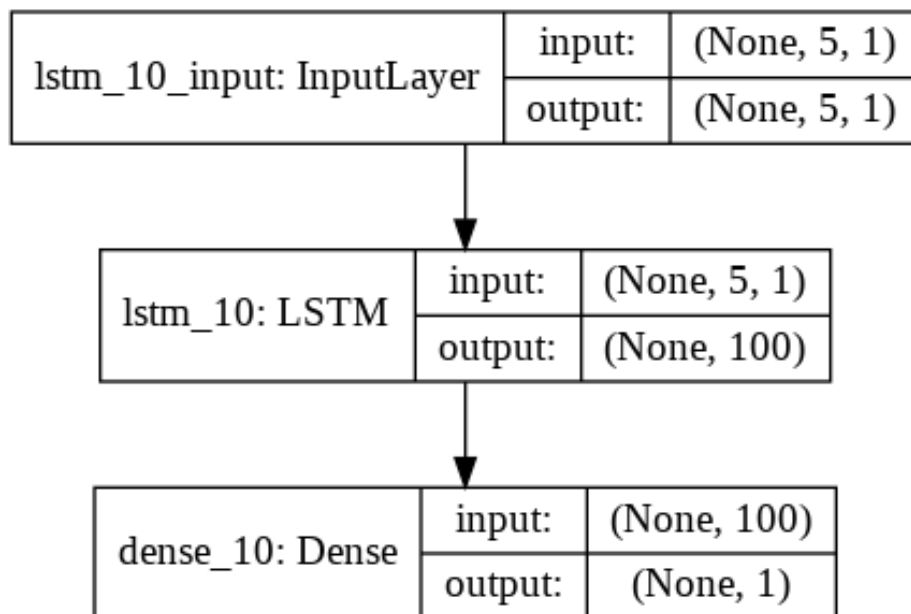 lstm_10_input: InputLayer
input: (None, 5, 1)
output: (None, 5, 1)
lstm_10: LSTM
input: (None, 5, 1)
output: (None, 100)
dense_10: Dense
input: (None, 100)
output: (None, 1)